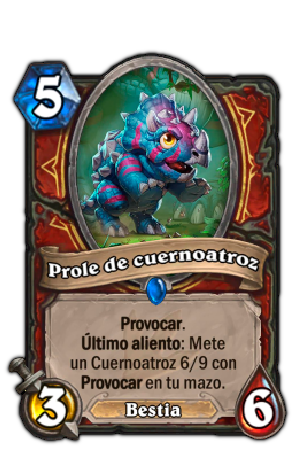 5
Prole de cuernoatroz
Provocar.
Último aliento: Mete
un Cuernoatroz 6/9 con
Provocar en tu mazo.
3
Bestia
6